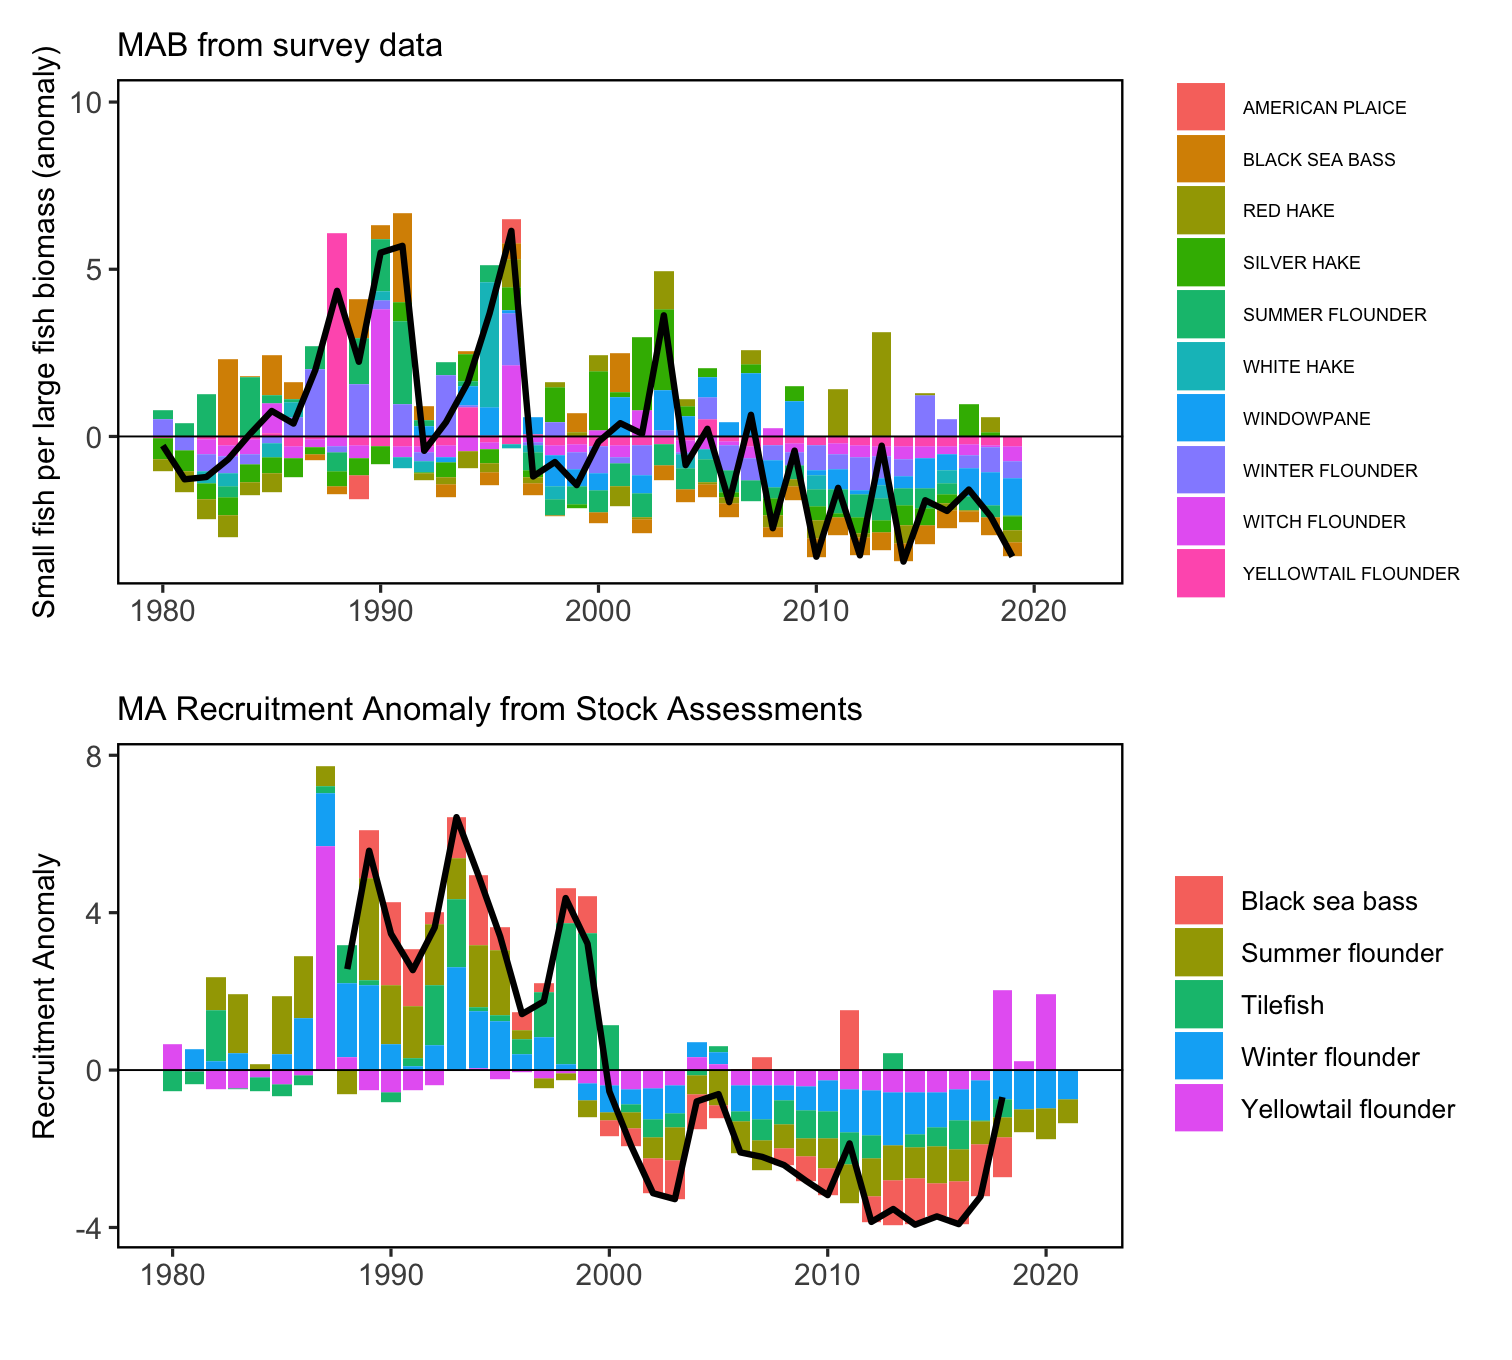 MAB from survey data
Small fish per large fish biomass (anomaly)
10
5
0
1980
1990
2000
2010
2020
AMERICAN PLAICE
BLACK SEA BASS
RED HAKE
SILVER HAKE
SUMMER FLOUNDER
WHITE HAKE
WINDOWPANE
WINTER FLOUNDER
WITCH FLOUNDER
YELLOWTAIL FLOUNDER
MA Recruitment Anomaly from Stock Assessments
Recruitment Anomaly
8
4
0
-4
1980
1990
2000
2010
2020
Black sea bass
Summer flounder
Tilefish
Winter flounder
Yellowtail flounder